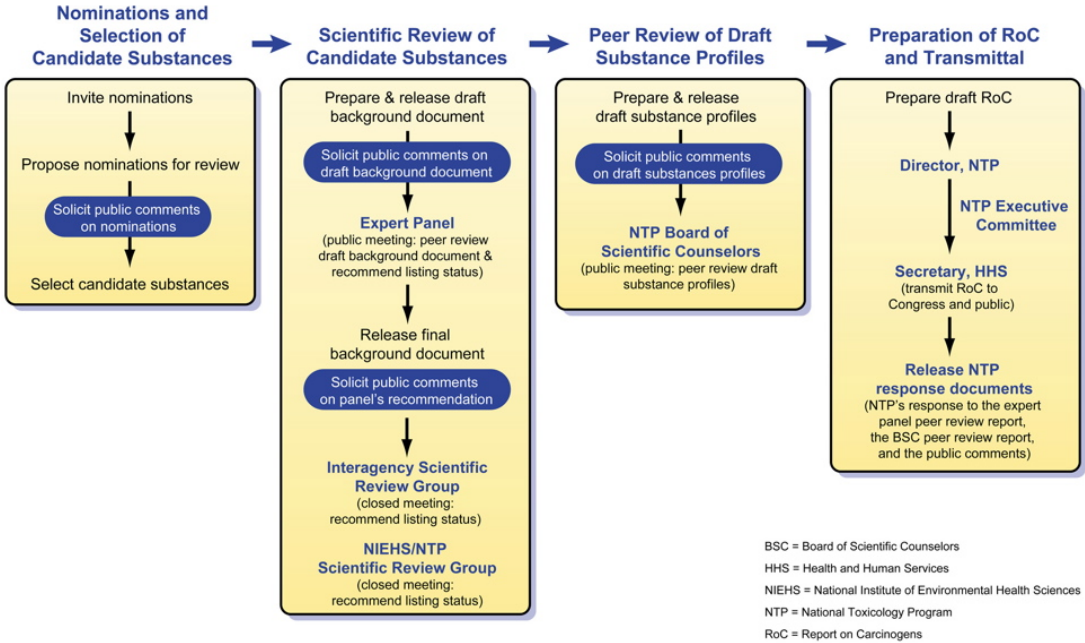 Nominations and
Selection of
Candidate Substances
Invite nominations
Propose nominations for review
Solicit public comments
on nominations
Select candidate substances
Scientific Review of
Candidate Substances
Prepare & release draft
background document
Solicit public comments on
draft background document
Expert Panel
(public meeting: peer review
draft background document &
recommend listing status)
Release final
background document
Solicit public comments
on panel's recommendation
Interagency Scientific
Review Group
(closed meeting:
recommend listing status)
NIEHS/NTP
Scientific Review Group
(closed meeting:
recommend listing status)
Peer Review of Draft
Substance Profiles
Prepare & release
draft substance profiles
Solicit public comments
on draft substances profiles
NTP Board of
Scientific Counselors
(public meeting: peer review draft
substance profiles)
Preparation of RoC
and Transmittal
Prepare draft RoC
Director, NTP
NTP Executive
Committee
Secretary, HHS
(transmit RoC to
Congress and public)
Release NTP
response documents
(NTP's response to the expert
panel peer review report,
the BSC peer review report,
and the public comments)
BSC = Board of Scientific Counselors
HHS = Health and Human Services
NIEHS = National Institute of Environmental Health Sciences
NTP = National Toxicology Program
RoC = Report on Carcinogens